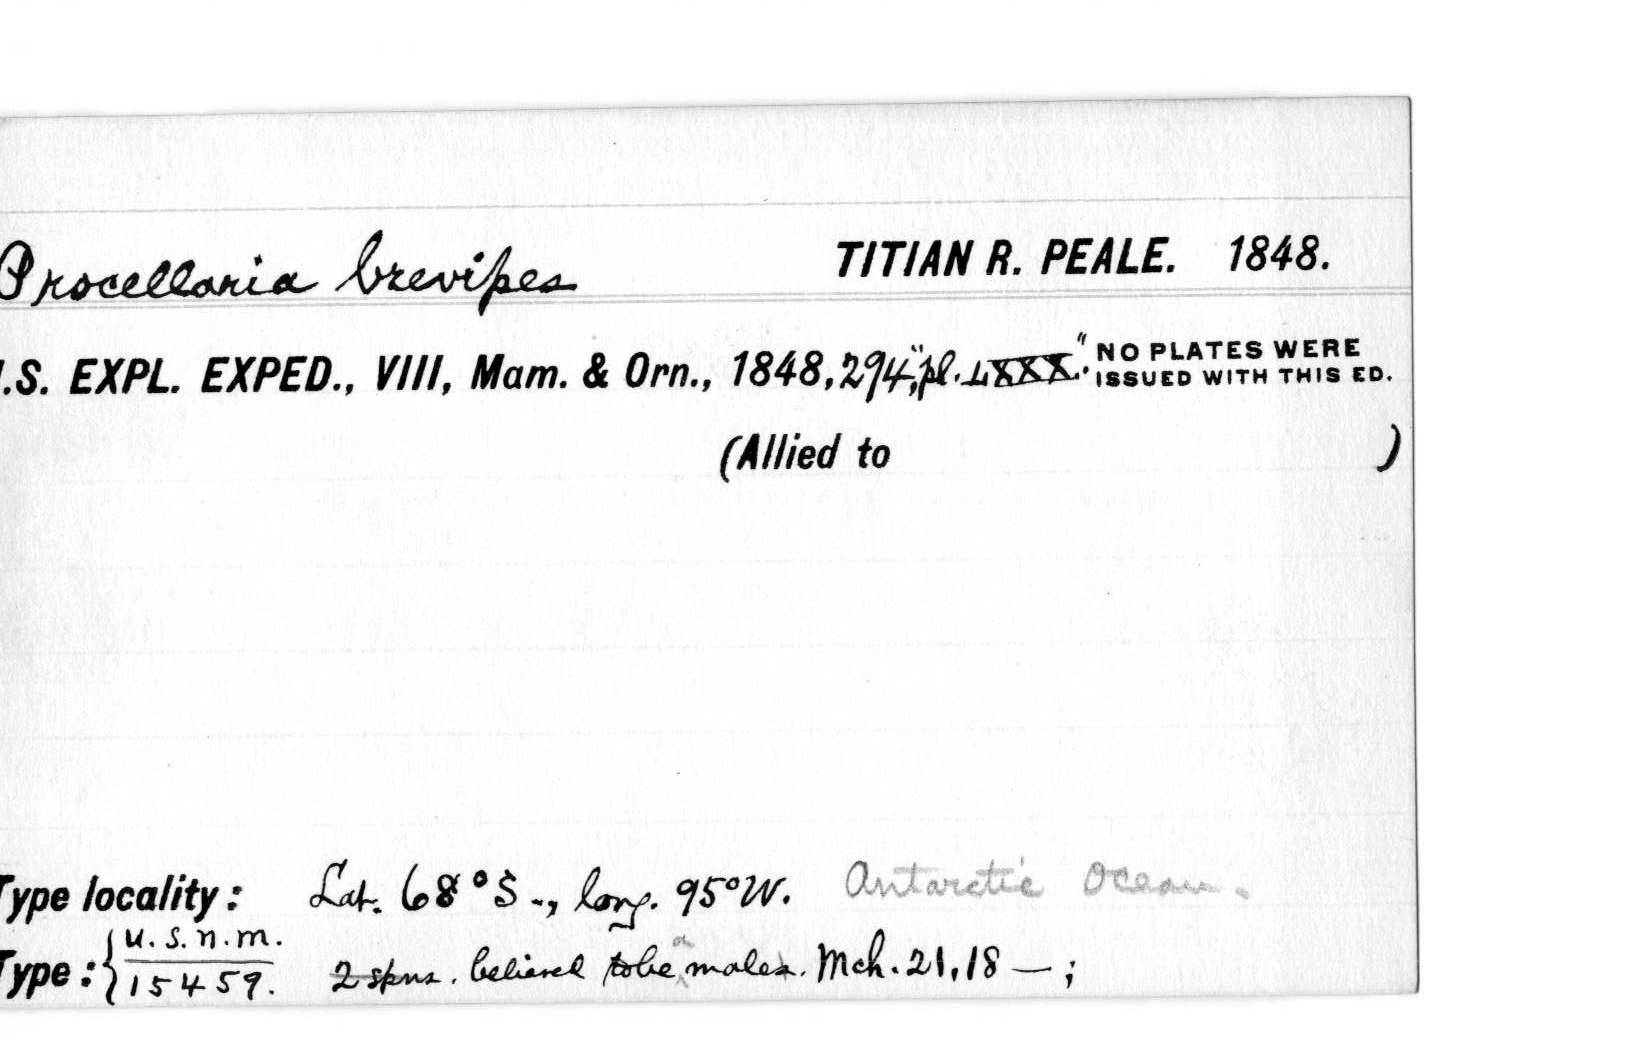 Procellaria brevipes TITIAN R. PEALE. 1848.
.S. EXPL. EXPED., VIII, Mam. & Orn., 1848, 294, "pl. LXXX." NO PLATES WERE
ISSUED WITH THIS ED.
(Allied to )
Type locality: Lat. 68° S., long. 95° W. Antarctic Ocean.
Type: { U.S.N.M.
15459. 2 spns. believed to be a males. Mch. 21, 18 — ;